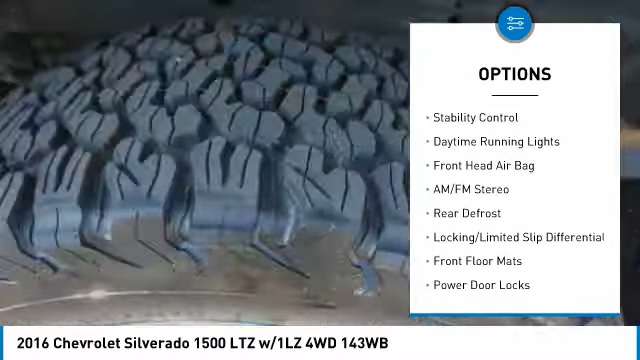 OPTIONS
Stability Control
Daytime Running Lights
Front Head Air Bag
AM/FM Stereo
Rear Defrost
Locking/Limited Slip Differential
Front Floor Mats
Power Door Locks
2016 Chevrolet Silverado 1500 LTZ w/1LZ 4WD 143WB